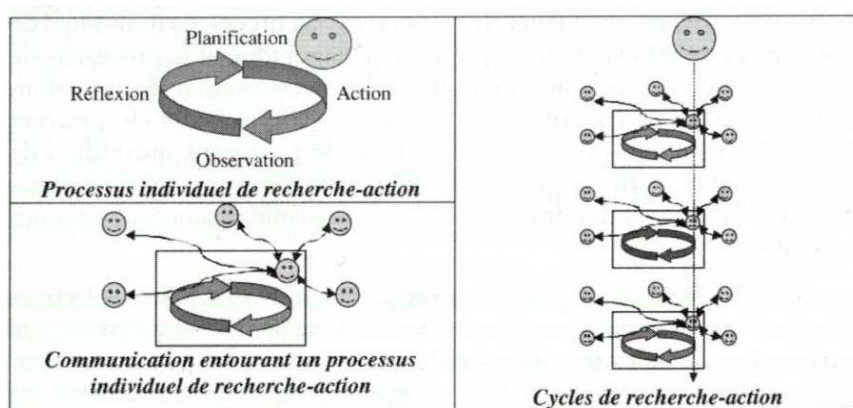 Planification
Réflexion
Action
Observation
Processus individuel de recherche-action
Communication entourant un processus
individuel de recherche-action
Cycles de recherche-action